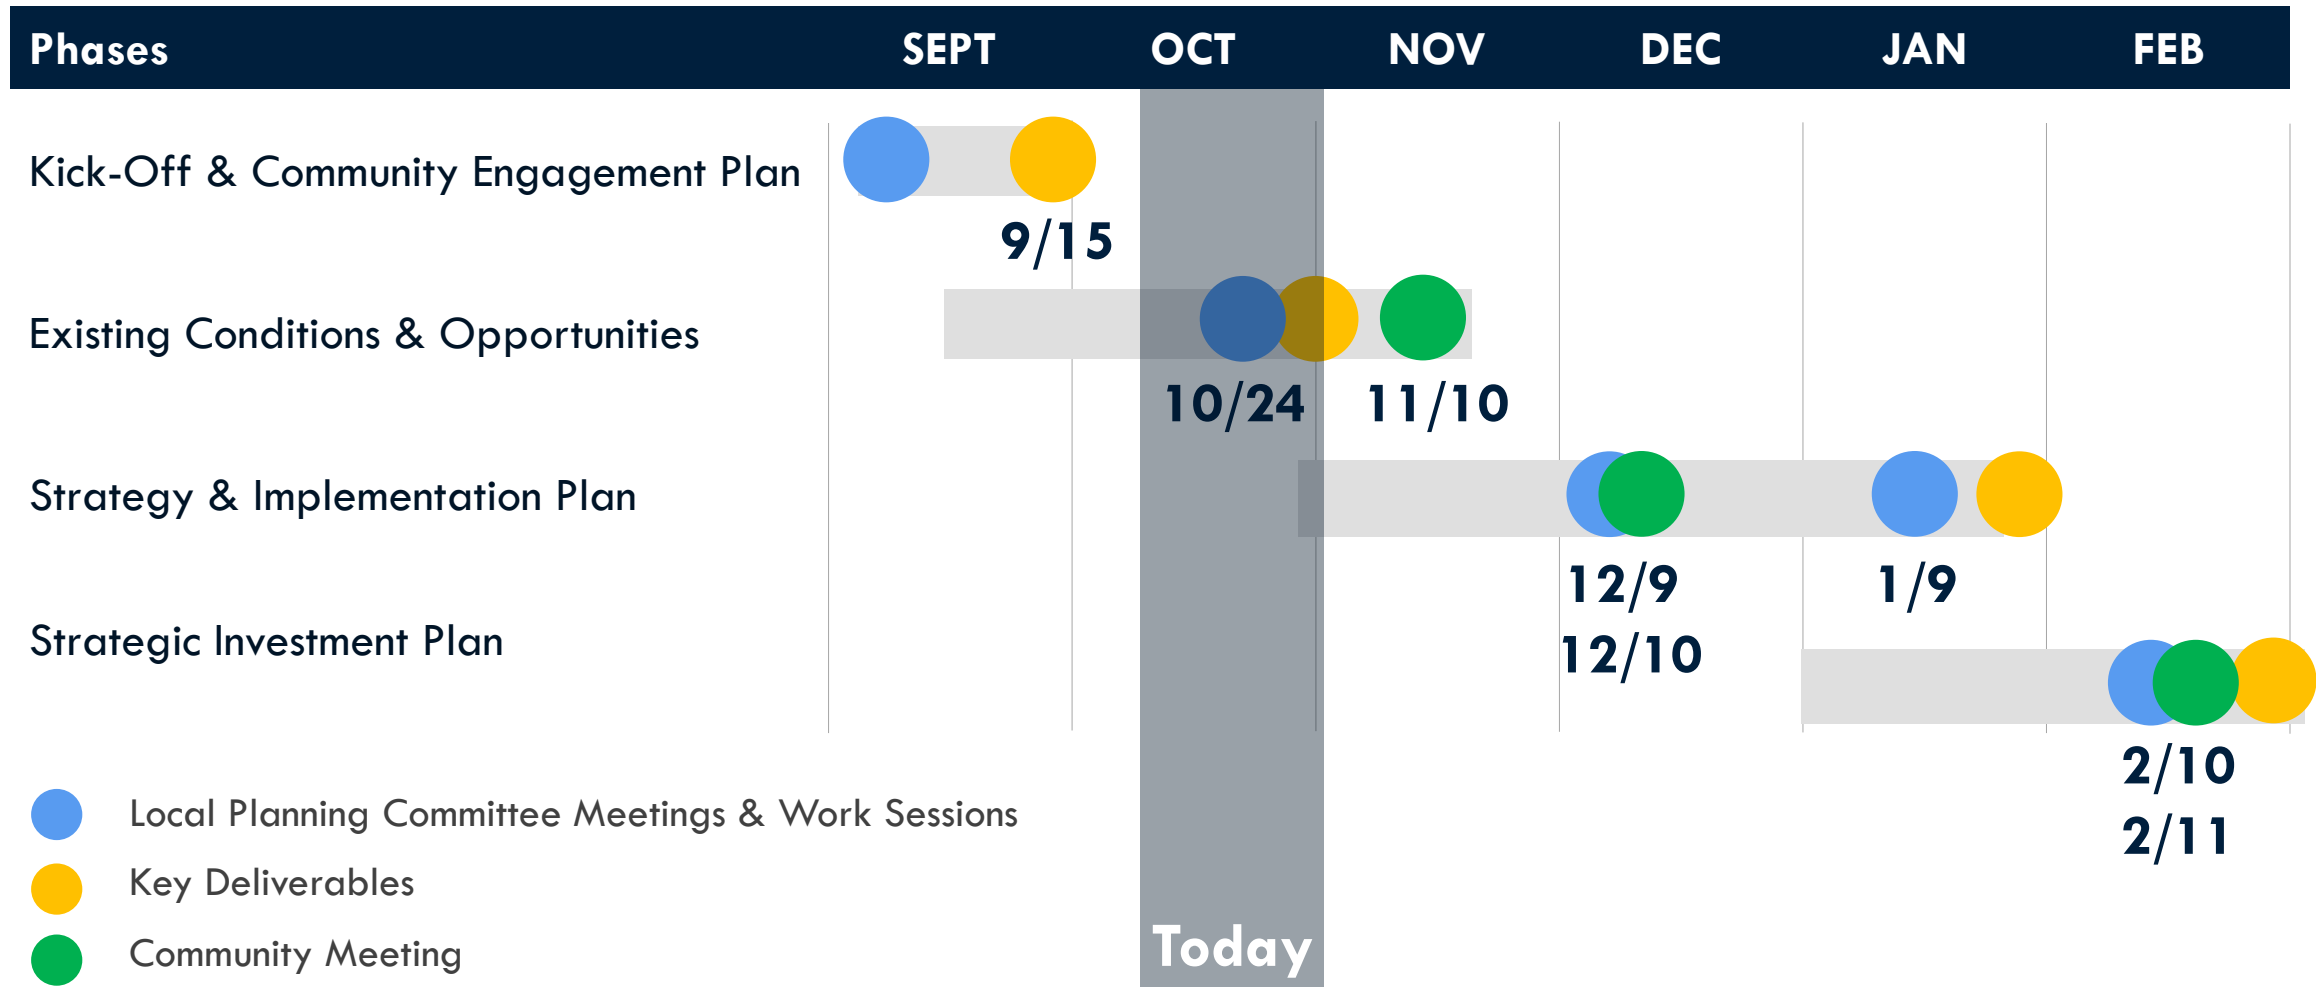 Phases SEPT OCT NOV DEC JAN FEB
Kick-Off & Community Engagement Plan
9/15
Existing Conditions & Opportunities
10/24 11/10
Strategy & Implementation Plan
12/9 1/9
12/10
Strategic Investment Plan
2/10
2/11
Local Planning Committee Meetings & Work Sessions
Key Deliverables
Community Meeting
Today